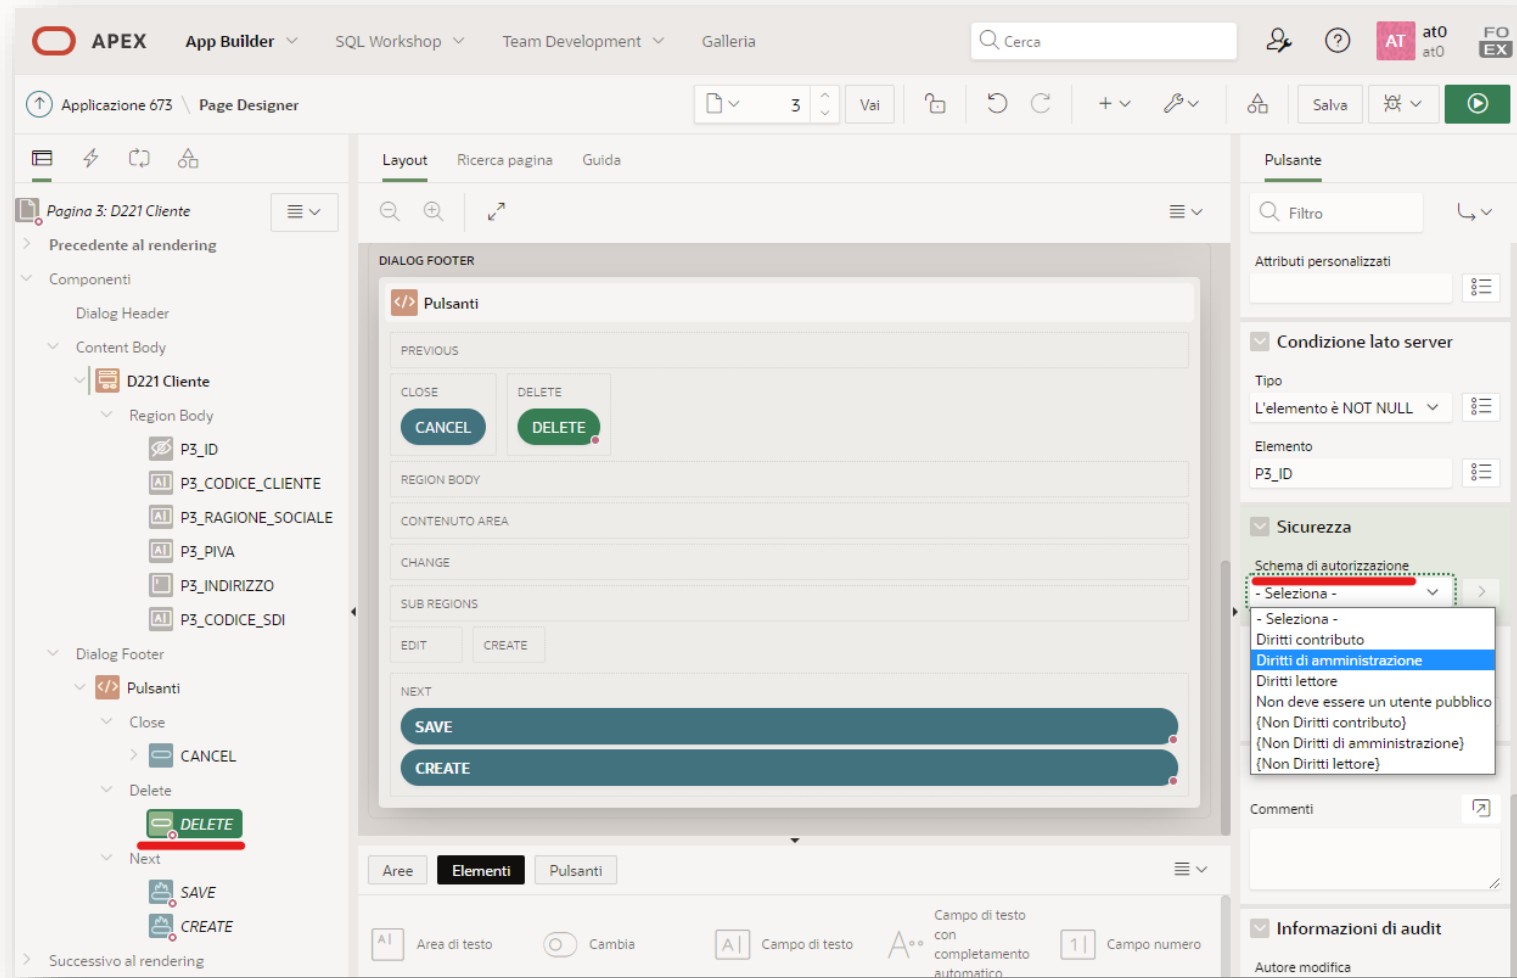 APEX App Builder SQL Workshop Team Development Galleria Cerca AT at0 at0 FO EX
Applicazione 673 \ Page Designer 3 Vai Salva
Layout Ricerca pagina Guida
Pulsante
Pagina 3: D221 Cliente
Precedente al rendering
Componenti
Dialog Header
Content Body
D221 Cliente
Region Body
P3_ID
P3_CODICE_CLIENTE
P3_RAGIONE_SOCIALE
P3_PIVA
P3_INDIRIZZO
P3_CODICE_SDI
Dialog Footer
Pulsanti
Close
CANCEL
Delete
DELETE
Next
SAVE
CREATE
Successivo al rendering
DIALOG FOOTER
Pulsanti
PREVIOUS
CLOSE DELETE
CANCEL DELETE
REGION BODY
CONTENUTO AREA
CHANGE
SUB REGIONS
EDIT CREATE
NEXT
SAVE
CREATE
Aree Elementi Pulsanti
Area di testo
Cambia
Campo di testo
Campo di testo
con
completamento
automatico
Campo numero
Filtro
Attributi personalizzati
Condizione lato server
Tipo
L'elemento è NOT NULL
Elemento
P3_ID
Sicurezza
Schema di autorizzazione
- Seleziona -
- Seleziona -
Diritti contributo
Diritti di amministrazione
Diritti lettore
Non deve essere un utente pubblico
{Non Diritti contributo}
{Non Diritti di amministrazione}
{Non Diritti lettore}
Commenti
Informazioni di audit
Autore modifica